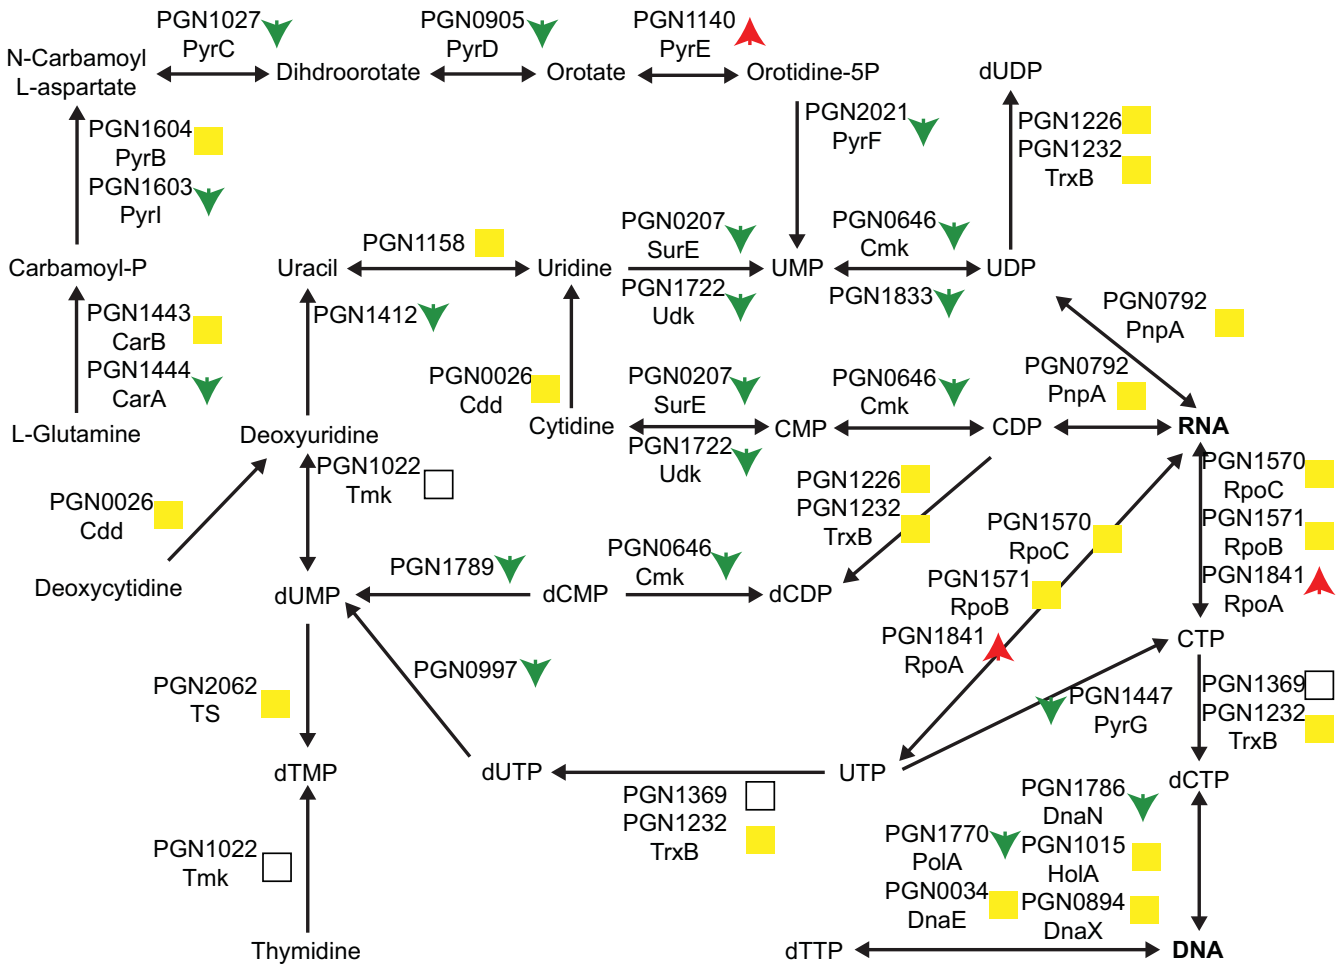 PGN1027
PyrC
PGN0905
PyrD
PGN1140
PyrE
N-Carbamoyl
L-aspartate
Dihdroorotate
Orotate
Orotidine-5P
dUDP
PGN1604
PyrB
PGN1603
PyrI
PGN2021
PyrF
PGN1226
PGN1232
TrxB
PGN1158
PGN0207
SurE
PGN0646
Cmk
Carbamoyl-P
Uracil
Uridine
UMP
UDP
PGN1722
Udk
PGN1833
PGN1412
PGN0792
PnpA
PGN1443
CarB
PGN1444
CarA
PGN0026
Cdd
PGN0207
SurE
PGN0646
Cmk
PGN0792
PnpA
L-Glutamine
Deoxyuridine
Cytidine
CMP
CDP
RNA
PGN1022
Tmk
PGN1722
Udk
PGN1226
PGN1232
TrxB
PGN1570
RpoC
PGN1571
RpoB
PGN1841
RpoA
PGN0026
Cdd
PGN1570
RpoC
PGN1571
RpoB
PGN1841
RpoA
PGN1789
PGN0646
Cmk
Deoxycytidine
dUMP
dCMP
dCDP
CTP
PGN0997
PGN1447
PyrG
PGN1369
PGN1232
TrxB
PGN2062
TS
dTMP
dUTP
UTP
dCTP
PGN1369
PGN1232
TrxB
PGN1786
DnaN
PGN1770
PolA
PGN1015
HolA
PGN0034
DnaE
PGN0894
DnaX
PGN1022
Tmk
Thymidine
dTTP
DNA